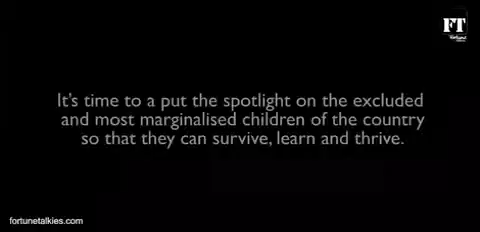 FT
It's time to a put the spotlight on the excluded
and most marginalised children of the country
so that they can survive, learn and thrive.
fortunetalkies.com